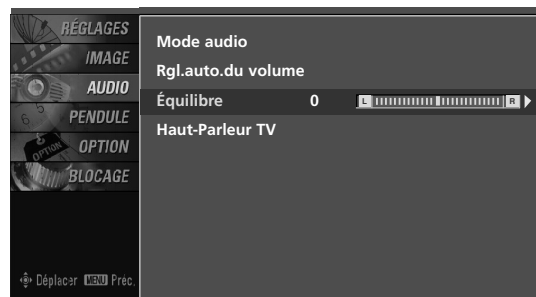 RÉGLAGES
IMAGE
AUDIO
PENDULE
OPTION
BLOCAGE
Déplacer MENU Préc.
Mode audio
Rgl.auto.du volume
Équilibre 0 L R
Haut-Parleur TV